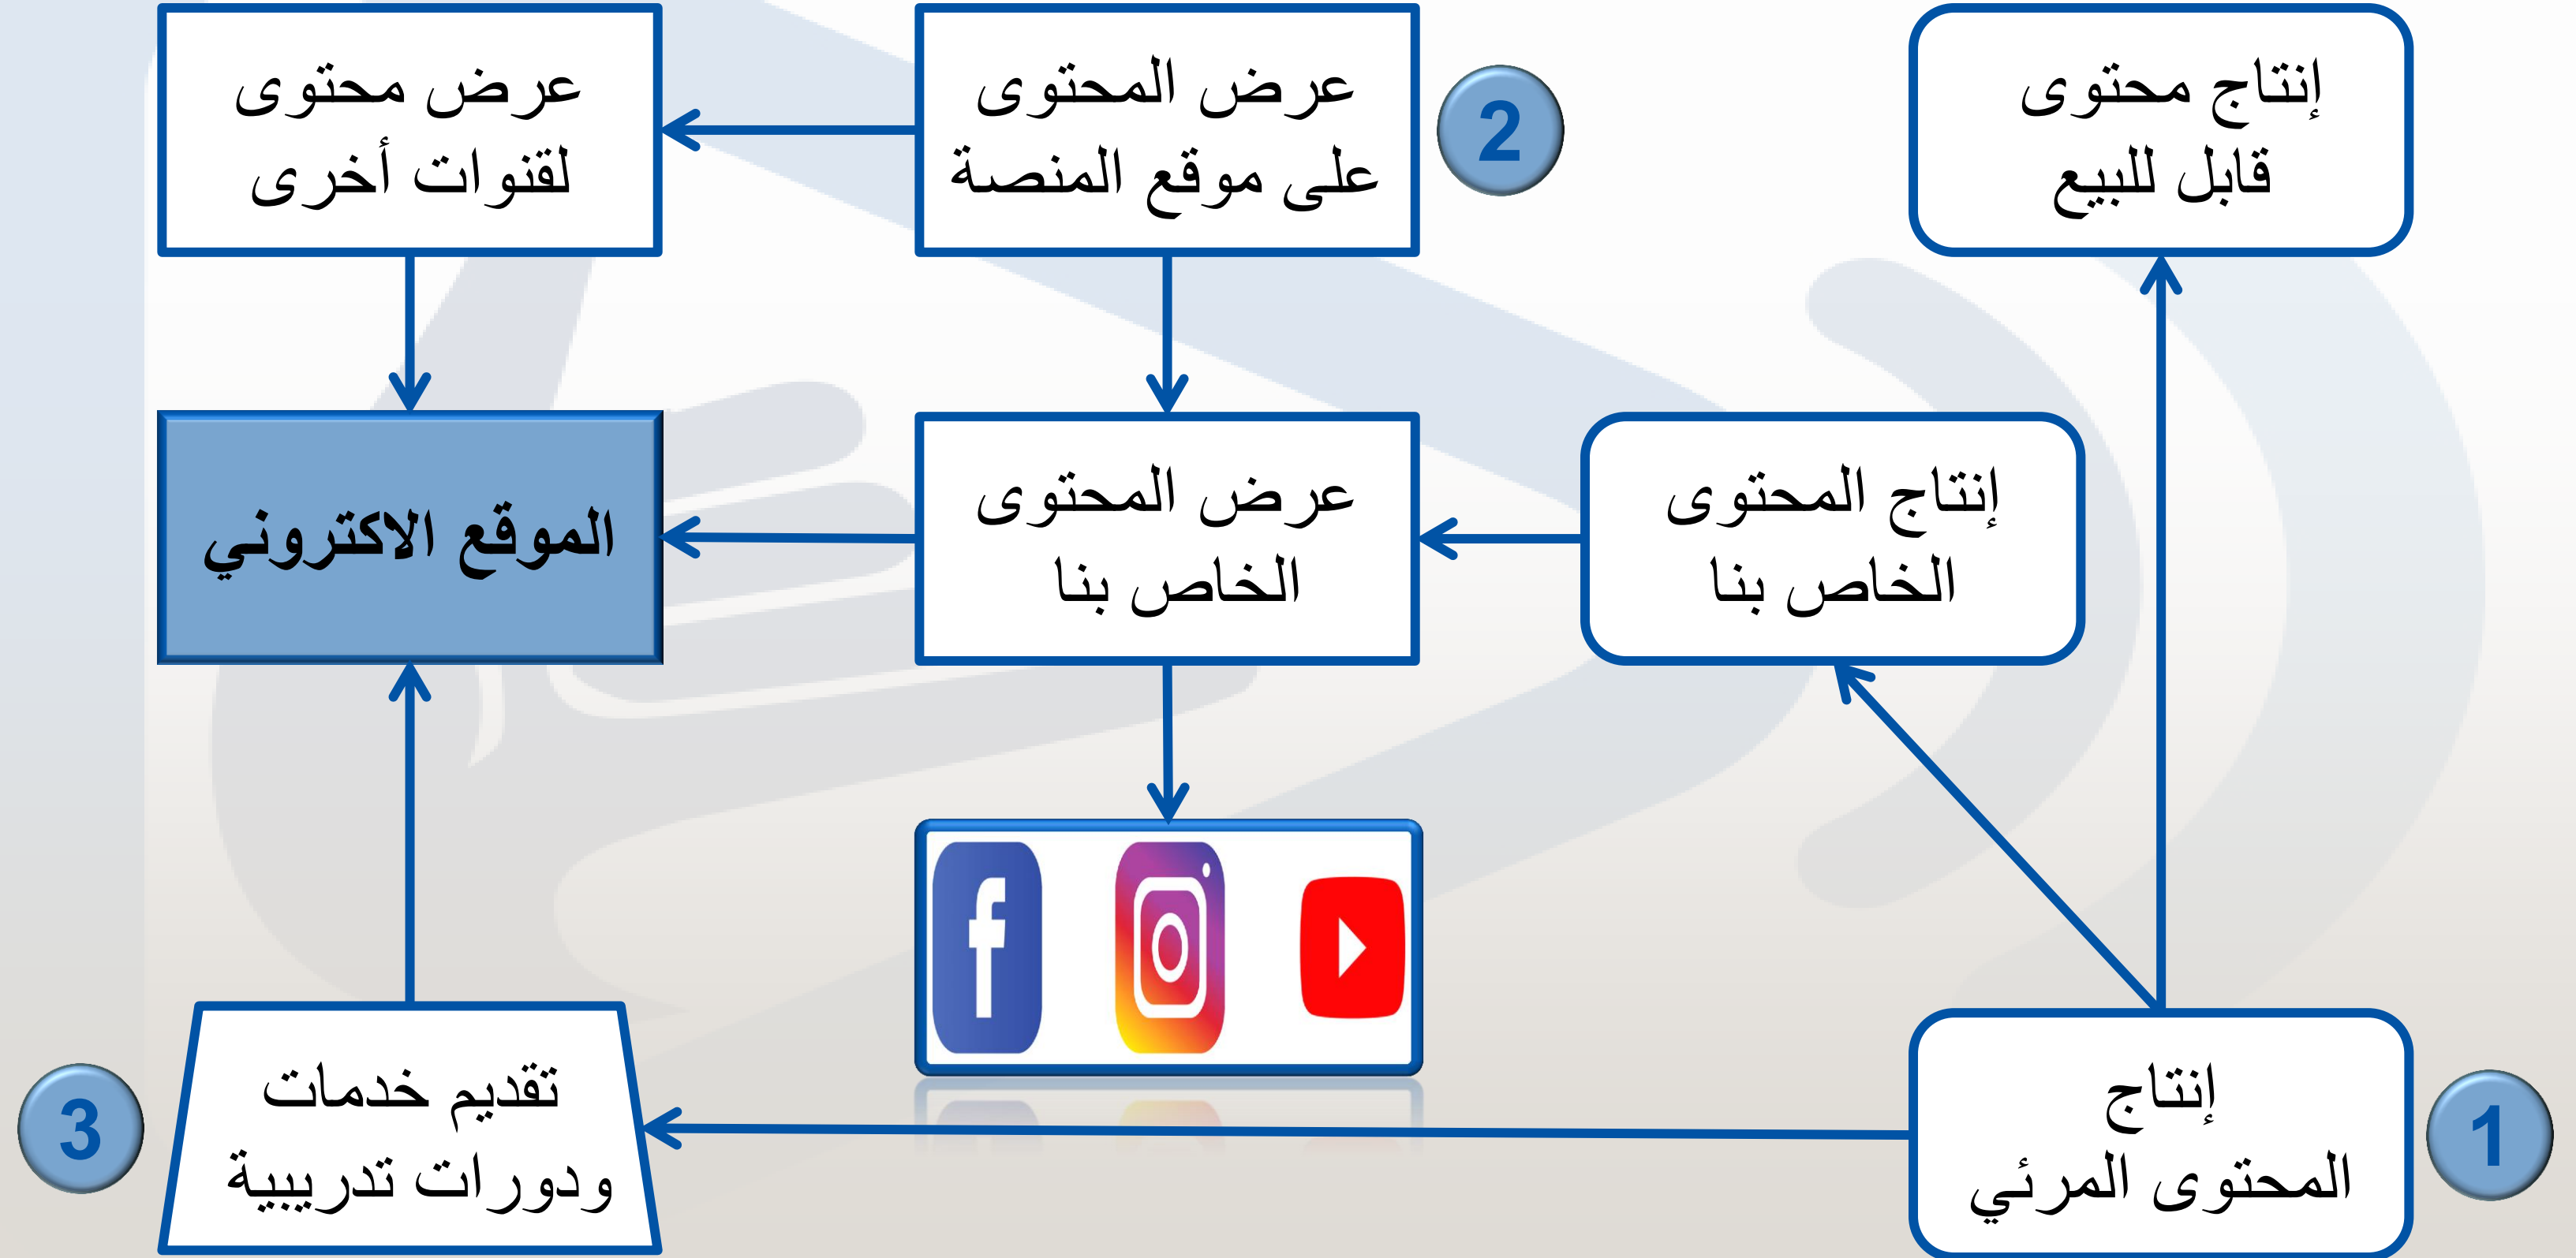 إنتاج محتوى
قابل للبيع
2
عرض المحتوى
على موقع المنصة
عرض محتوى
لقنوات أخرى
إنتاج المحتوى
الخاص بنا
عرض المحتوى
الخاص بنا
الموقع الاكتروني
1
إنتاج
المحتوى المرئي
تقديم خدمات
ودورات تدريبية
3